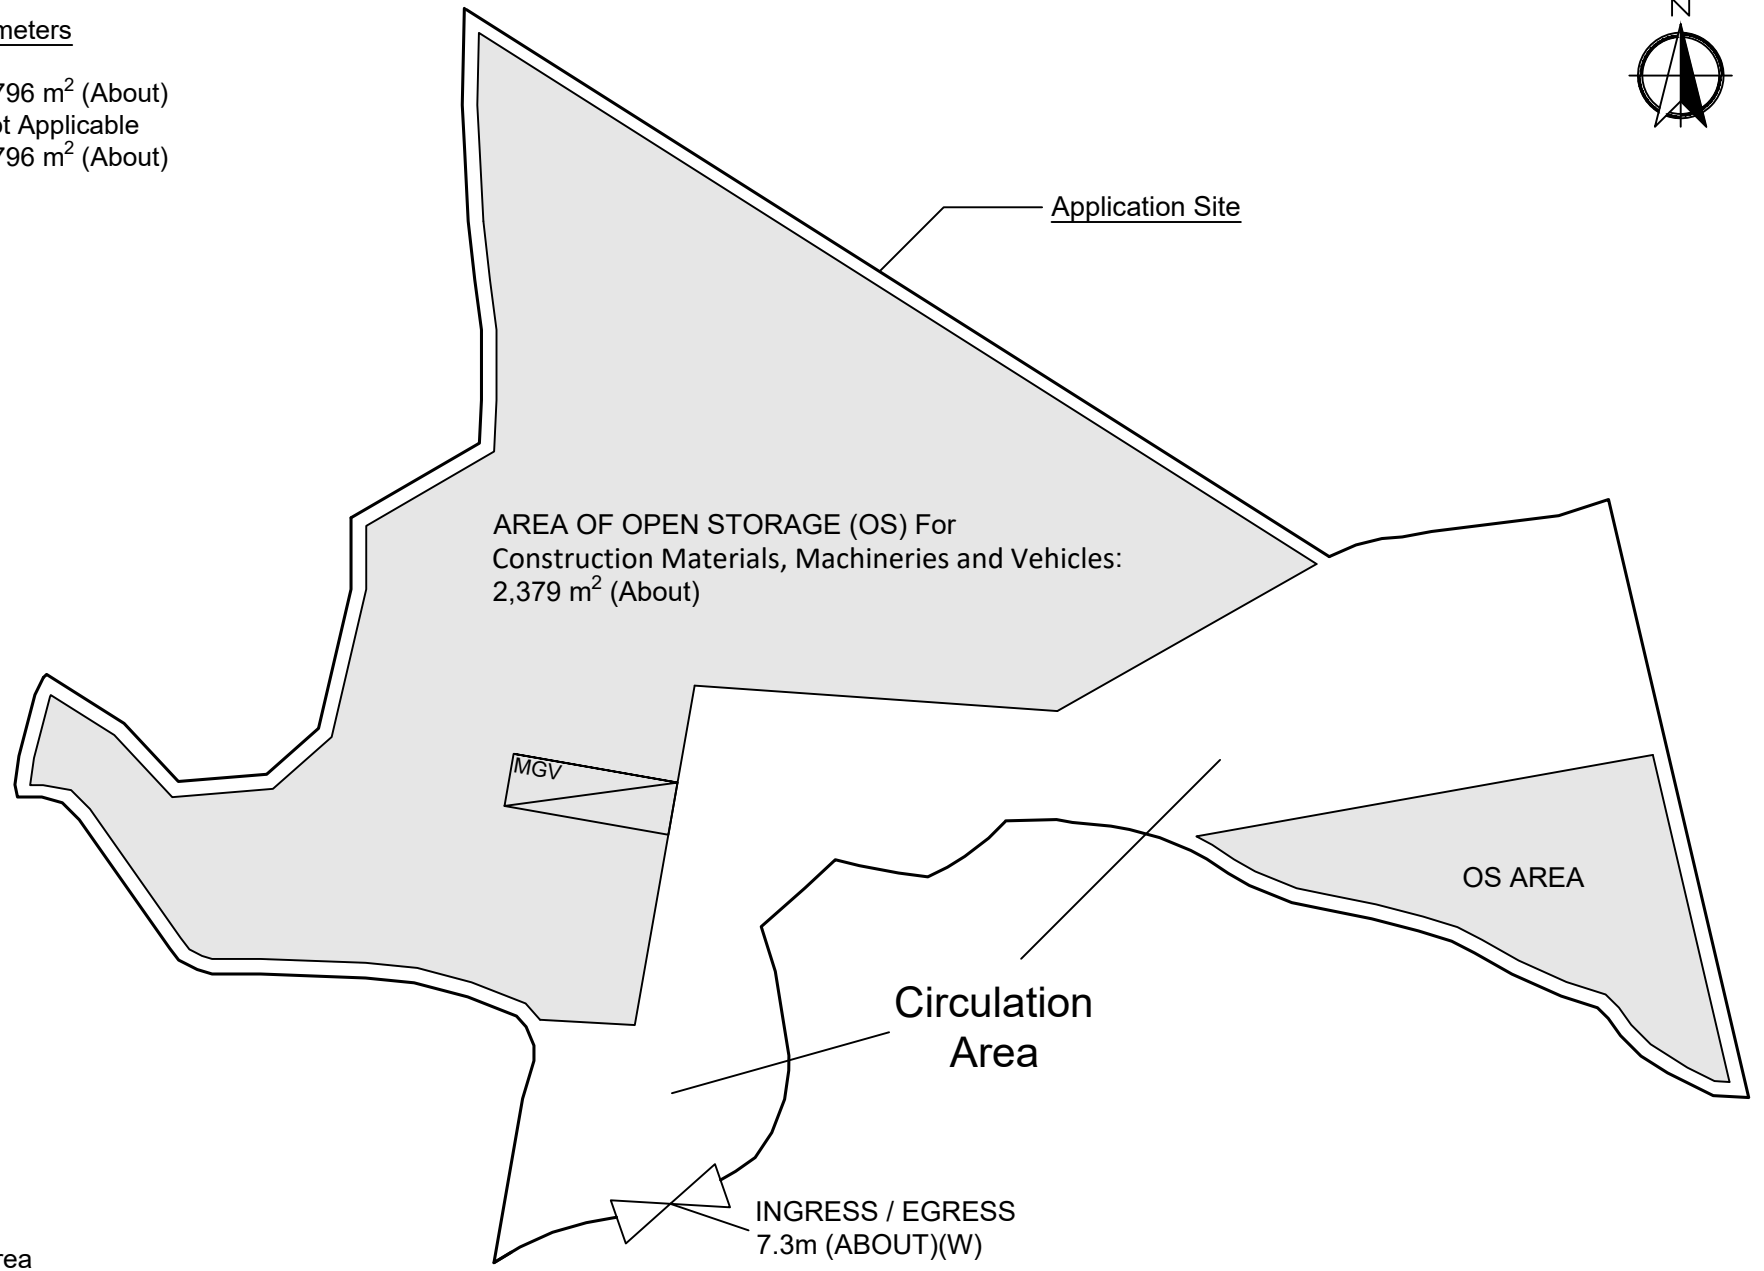 meters
796 m² (About)
ot Applicable
796 m² (About)
N
Application Site
AREA OF OPEN STORAGE (OS) For
Construction Materials, Machineries and Vehicles:
2,379 m² (About)
MGV
OS AREA
Circulation
Area
INGRESS / EGRESS
7.3m (ABOUT)(W)
rea